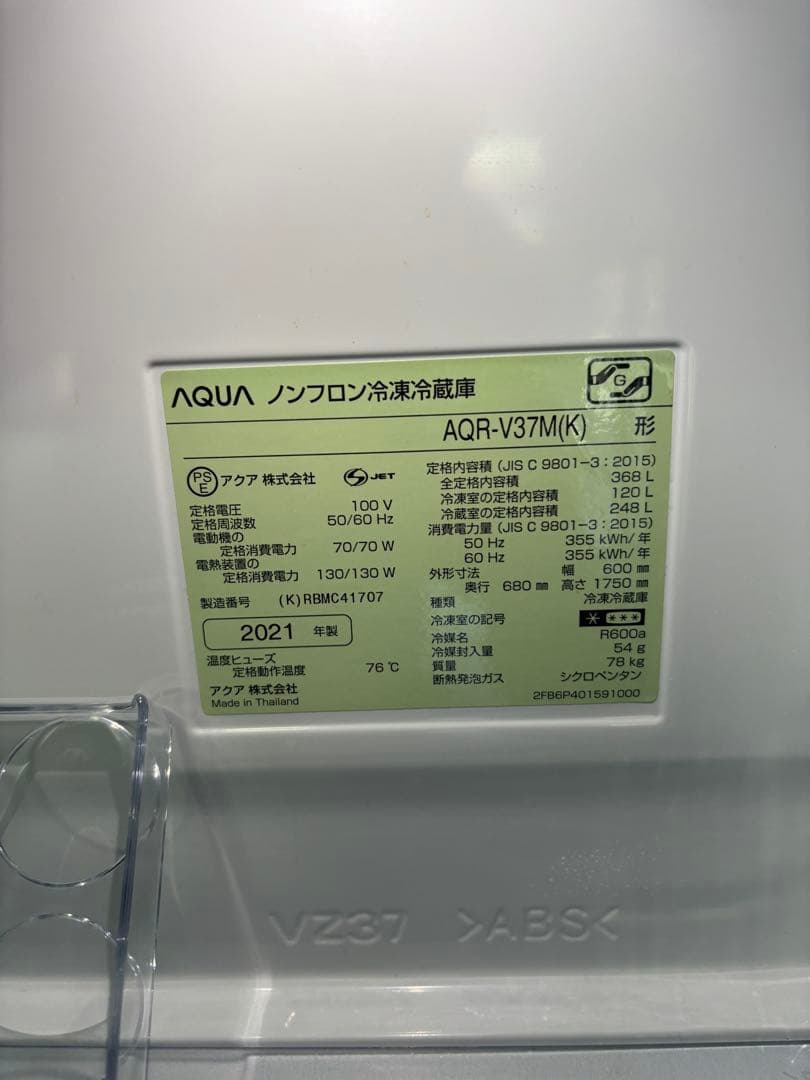 AQUA ノンフロン冷凍冷蔵庫
G
AQR-V37M(K) 形
PS
E アクア 株式会社 JET
定格電圧 100 V
定格周波数 50/60 Hz
電動機の
定格消費電力 70/70 W
電熱装置の
定格消費電力 130/130 W
製造番号 (K)RBMC41707
2021 年製
温度ヒューズ
定格動作温度 76 ℃
アクア 株式会社
Made in Thailand
定格内容積 (JIS C 9801-3 : 2015)
全定格内容積 368 L
冷凍室の定格内容積 120 L
冷蔵室の定格内容積 248 L
消費電力量 (JIS C 9801-3 : 2015)
50 Hz 355 kWh/年
60 Hz 355 kWh/年
外形寸法 幅 600 ㎜
奥行 680 ㎜ 高さ 1750 ㎜
種類 冷凍冷蔵庫
冷凍室の記号
冷媒名 R600a
冷媒封入量 54 g
質量 78 kg
断熱発泡ガス シクロペンタン
2FB6P401591000
VZ37 >ABS<